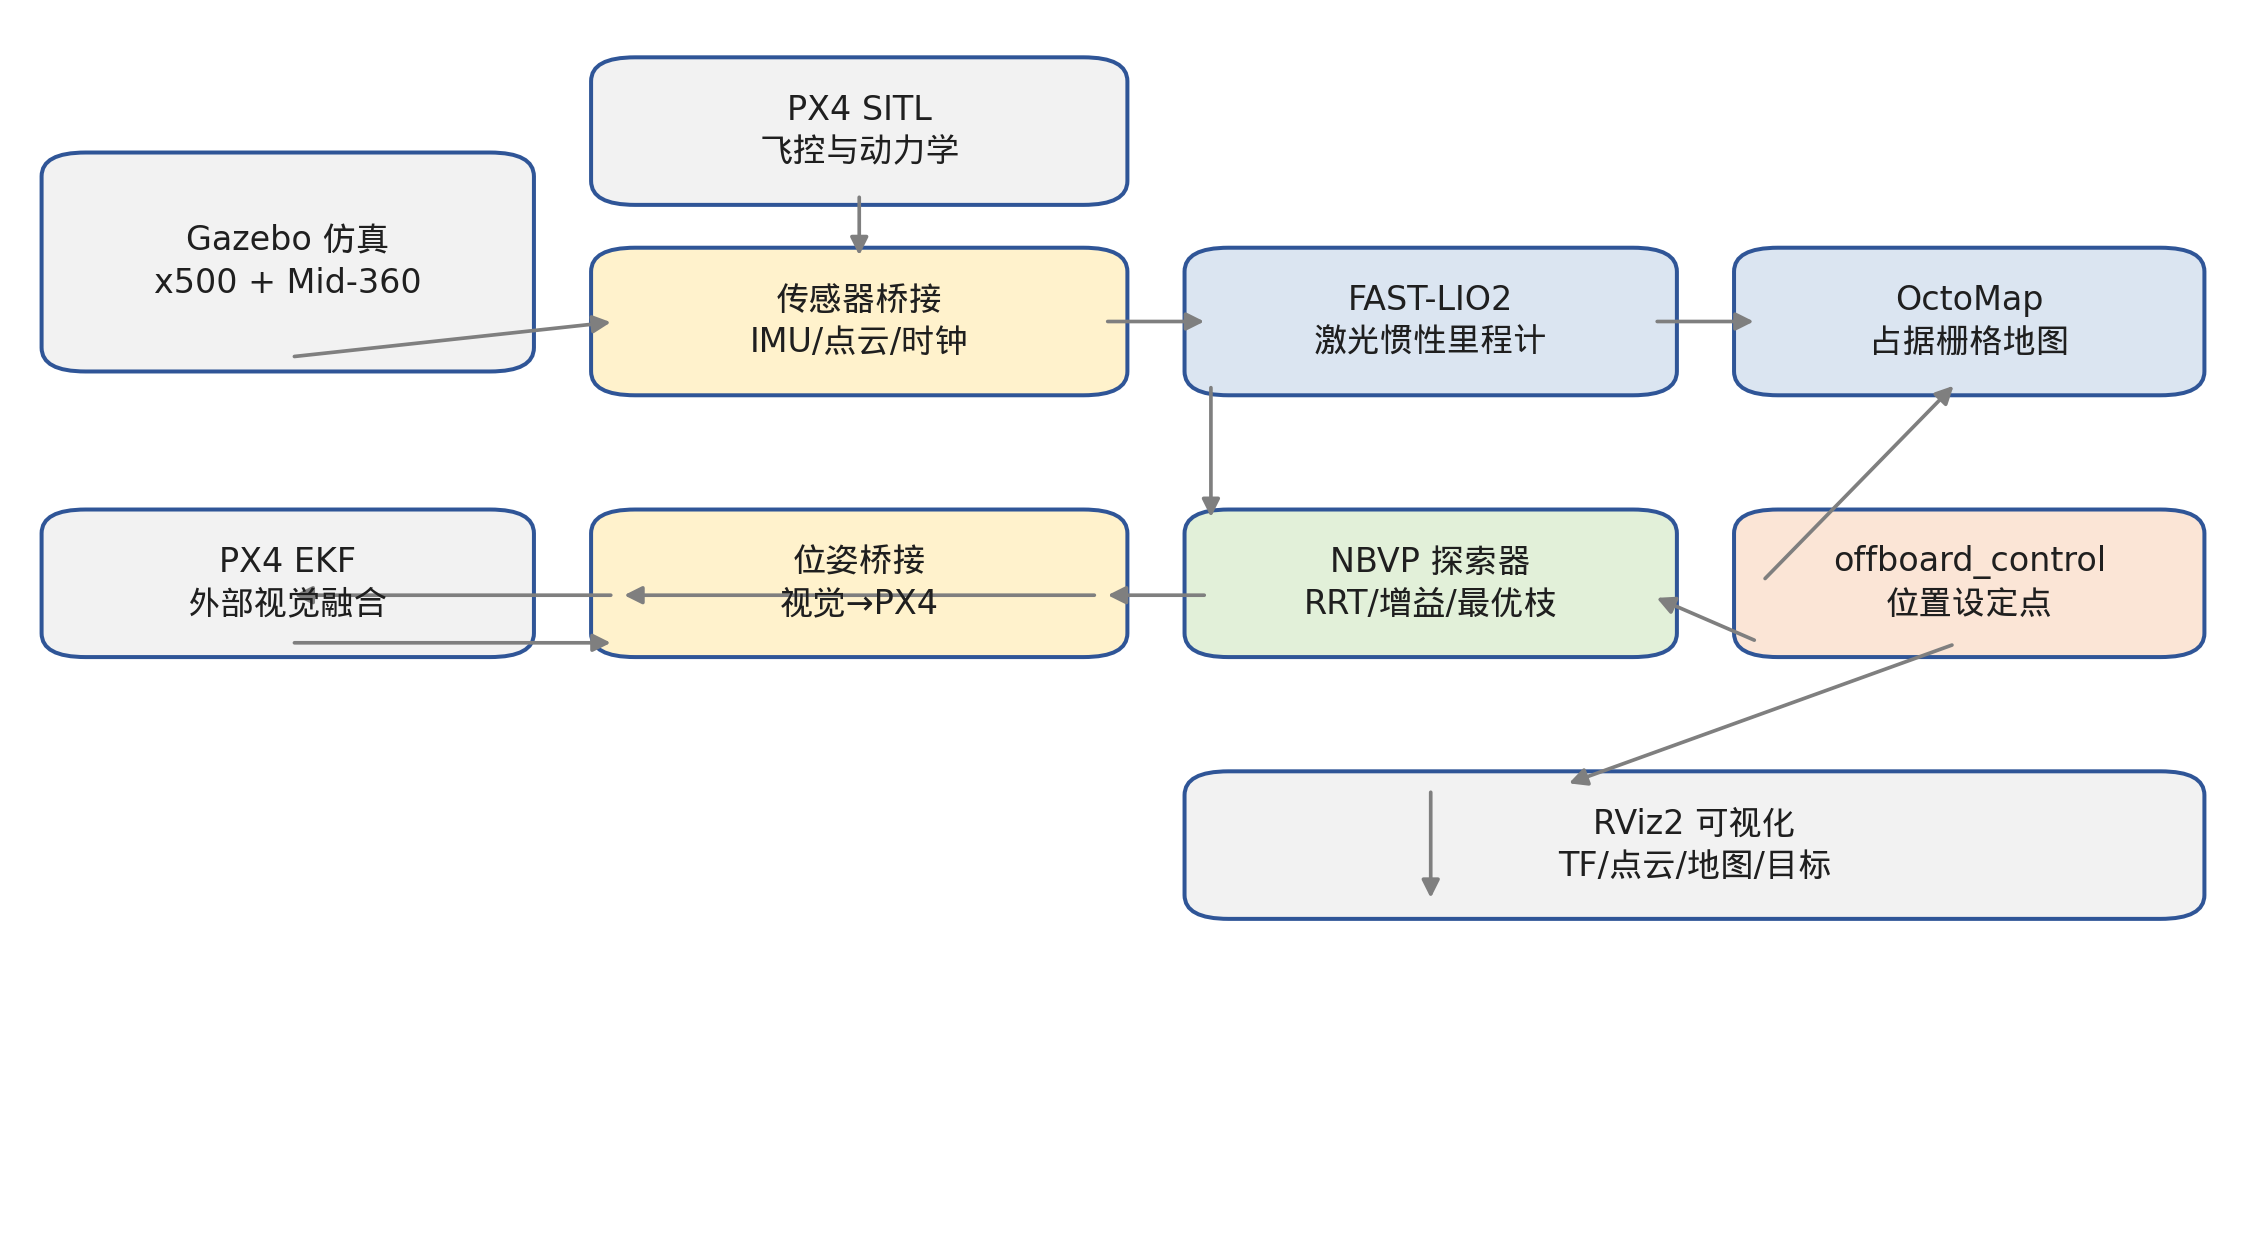 PX4 SITL
飞控与动力学
Gazebo 仿真
x500 + Mid-360
传感器桥接
IMU/点云/时钟
FAST-LIO2
激光惯性里程计
OctoMap
占据栅格地图
PX4 EKF
外部视觉融合
位姿桥接
视觉→PX4
NBVP 探索器
RRT/增益/最优枝
offboard_control
位置设定点
RViz2 可视化
TF/点云/地图/目标